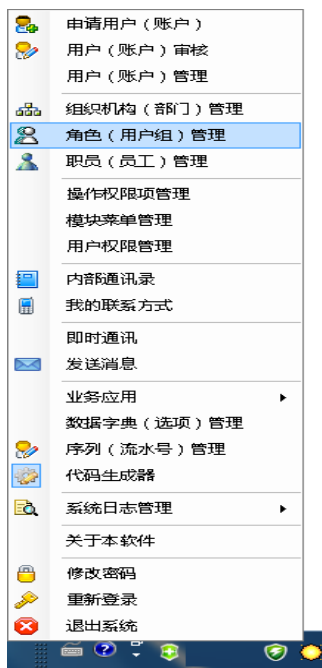 申请用户（账户）
用户（账户）审核
用户（账户）管理
组织机构（部门）管理
角色（用户组）管理
职员（员工）管理
操作权限项管理
模块菜单管理
用户权限管理
内部通讯录
我的联系方式
即时通讯
发送消息
业务应用
数据字典（选项）管理
序列（流水号）管理
代码生成器
系统日志管理
关于本软件
修改密码
重新登录
退出系统